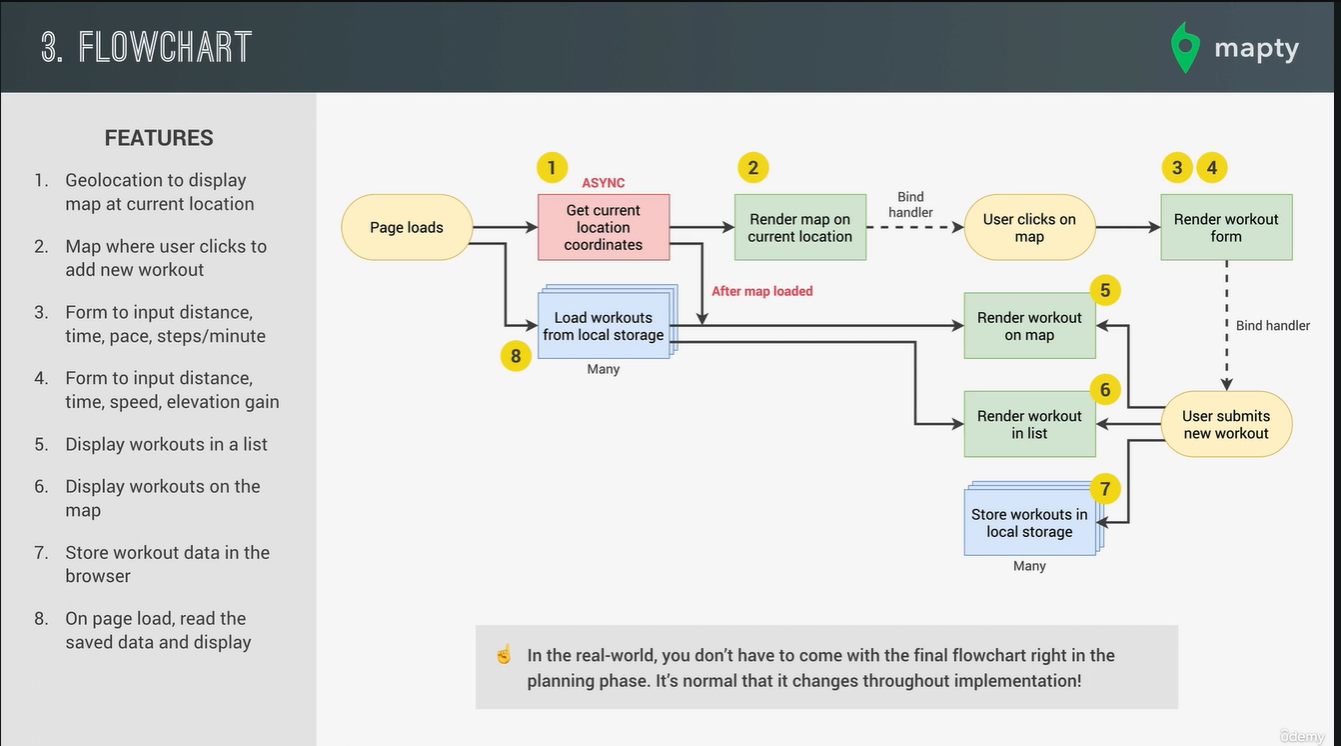 3. FLOWCHART
mapty
FEATURES
1. Geolocation to display
map at current location
2. Map where user clicks to
add new workout
3. Form to input distance,
time, pace, steps/minute
4. Form to input distance,
time, speed, elevation gain
5. Display workouts in a list
6. Display workouts on the
map
7. Store workout data in the
browser
8. On page load, read the
saved data and display
Page loads
1
ASYNC
Get current
location
coordinates
2
Render map on
current location
Bind
handler
User clicks on
map
3 4
Render workout
form
After map loaded
Load workouts
from local storage
8
Many
5
Render workout
on map
Bind handler
6
Render workout
in list
User submits
new workout
7
Store workouts in
local storage
Many
☝ In the real-world, you don’t have to come with the final flowchart right in the
planning phase. It’s normal that it changes throughout implementation!
ûdemy